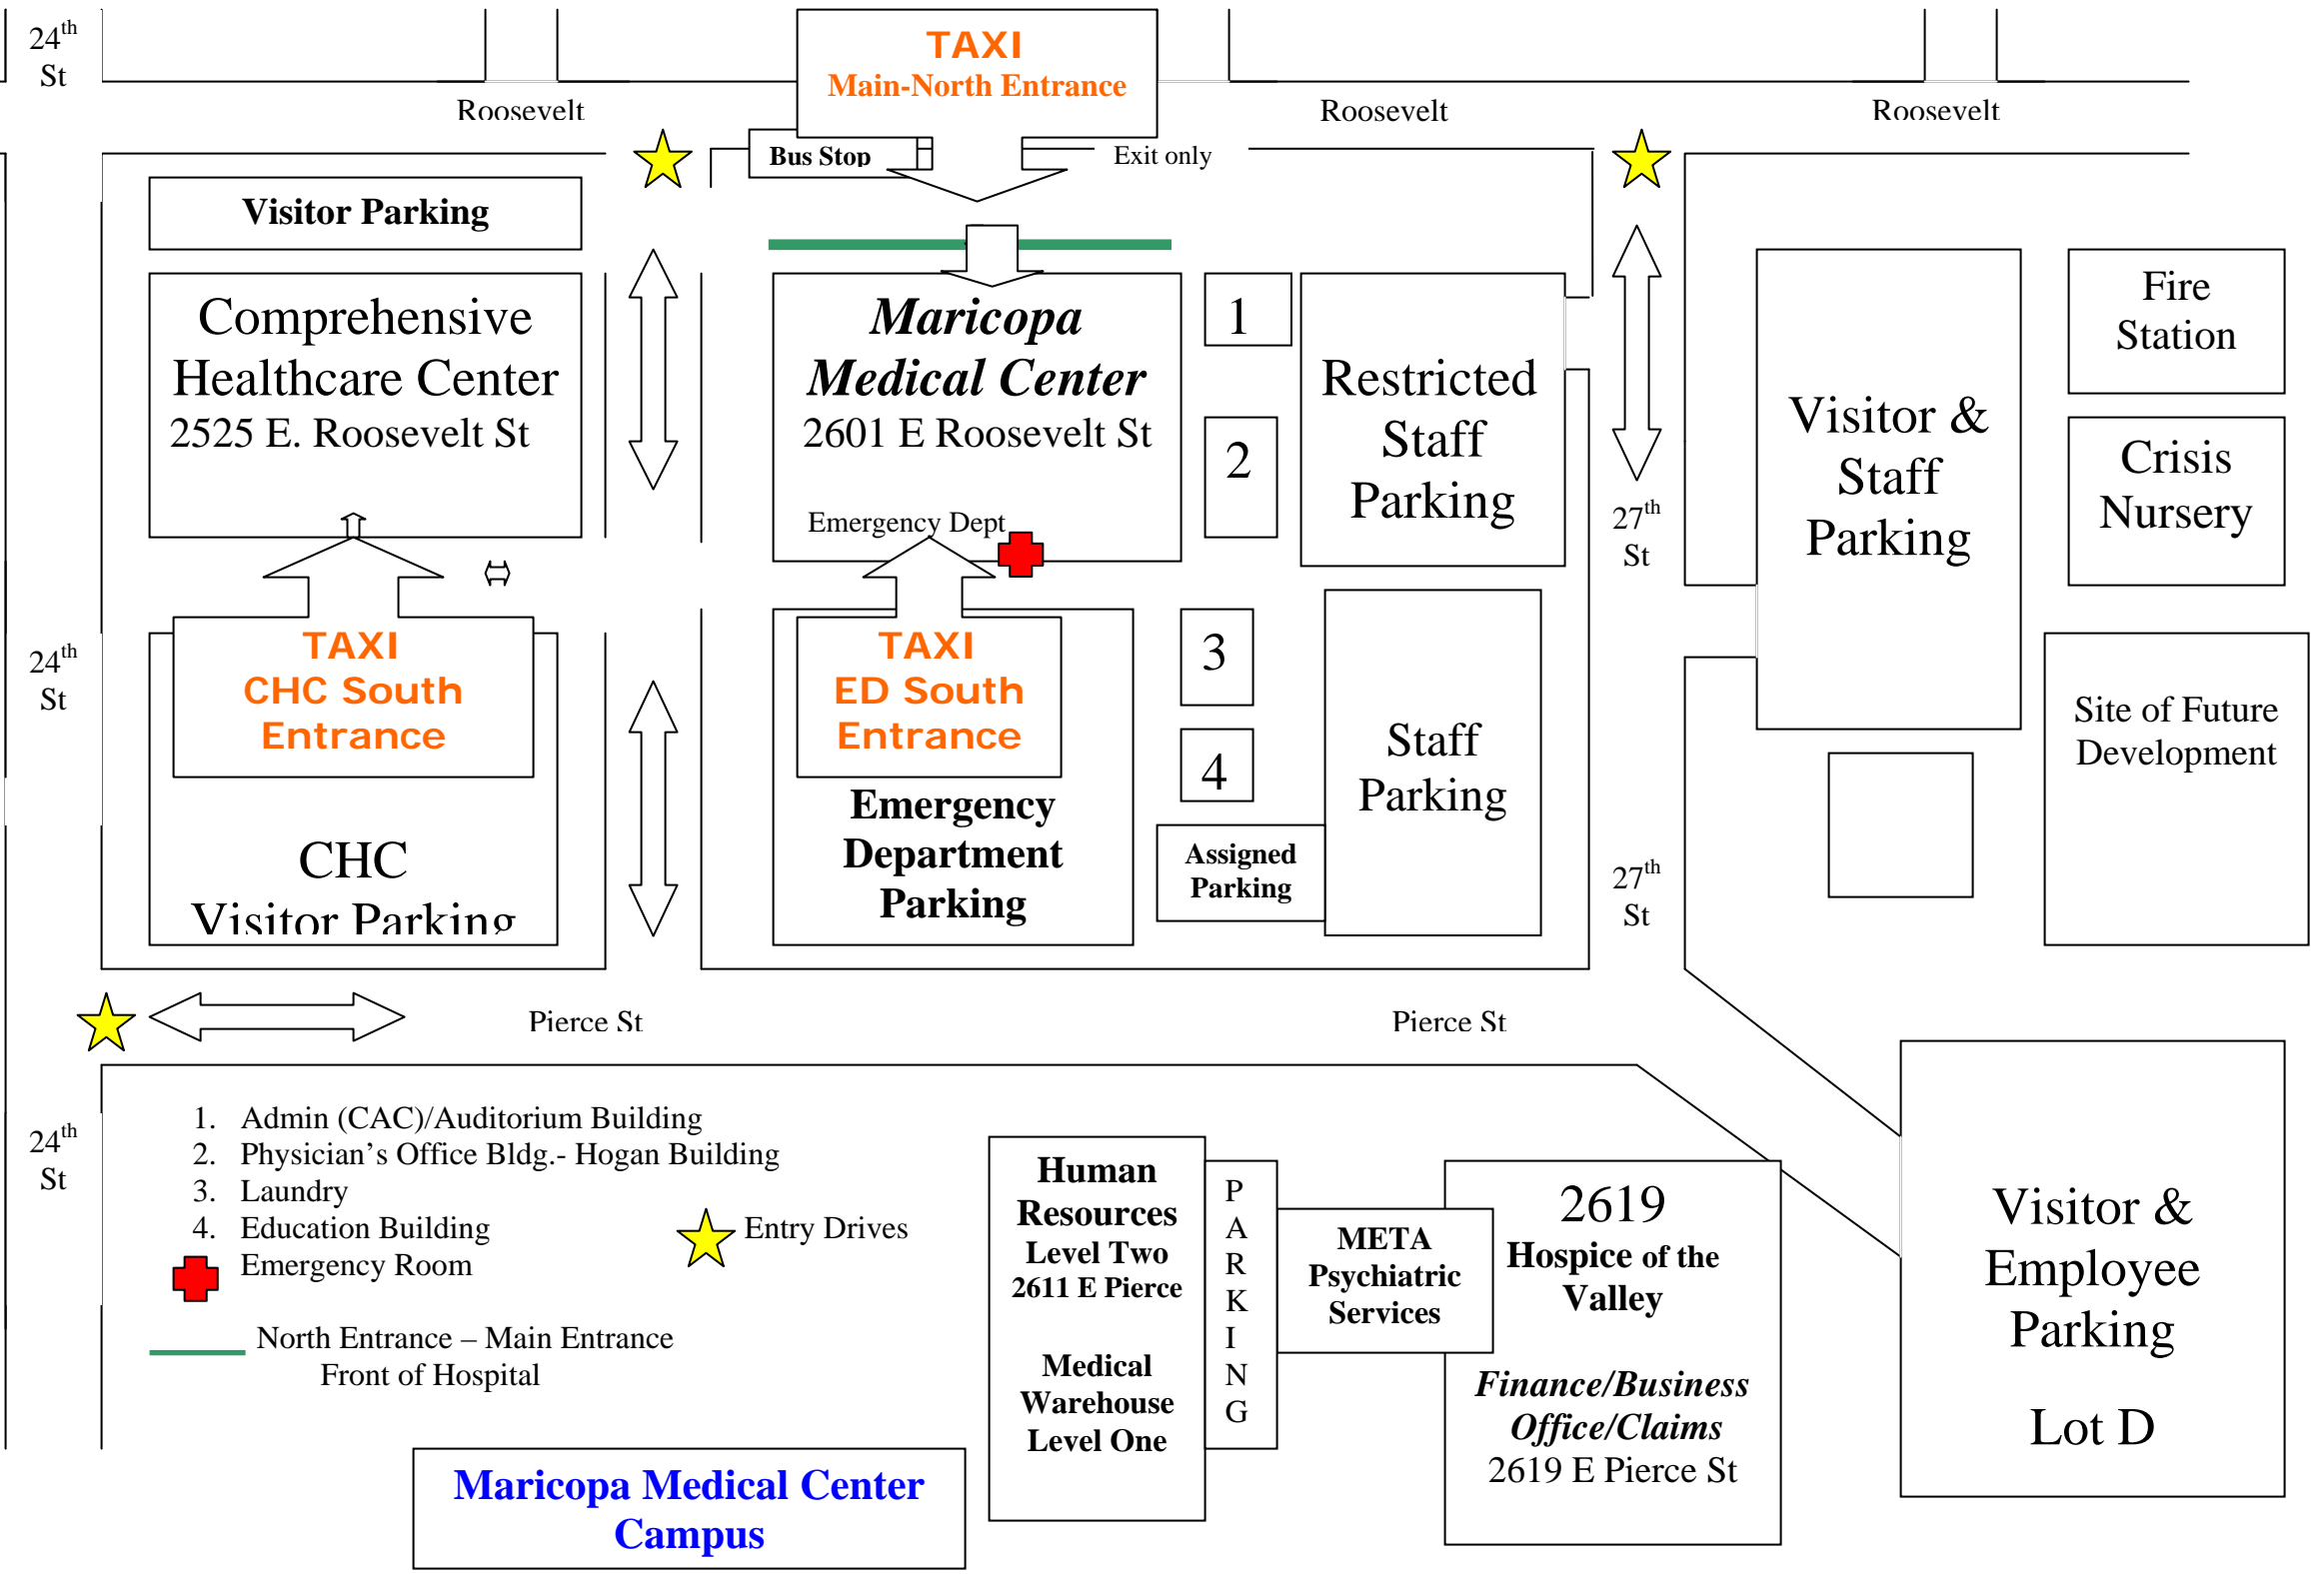 24th
St
TAXI
Main-North Entrance
Roosevelt
Roosevelt
Roosevelt
Bus Stop
Exit only
Visitor Parking
Comprehensive
Healthcare Center
2525 E. Roosevelt St
Maricopa
Medical Center
2601 E Roosevelt St
Emergency Dept
1
2
Restricted
Staff
Parking
27th
St
Visitor &
Staff
Parking
Fire
Station
Crisis
Nursery
24th
St
TAXI
CHC South
Entrance
CHC
Visitor Parking
TAXI
ED South
Entrance
Emergency
Department
Parking
3
4
Assigned
Parking
Staff
Parking
27th
St
Site of Future
Development
Pierce St
Pierce St
24th
St
1. Admin (CAC)/Auditorium Building
2. Physician's Office Bldg.- Hogan Building
3. Laundry
4. Education Building
Emergency Room
Entry Drives
North Entrance – Main Entrance
Front of Hospital
Human
Resources
Level Two
2611 E Pierce
Medical
Warehouse
Level One
P
A
R
K
I
N
G
META
Psychiatric
Services
2619
Hospice of the
Valley
Finance/Business
Office/Claims
2619 E Pierce St
Visitor &
Employee
Parking
Lot D
Maricopa Medical Center
Campus